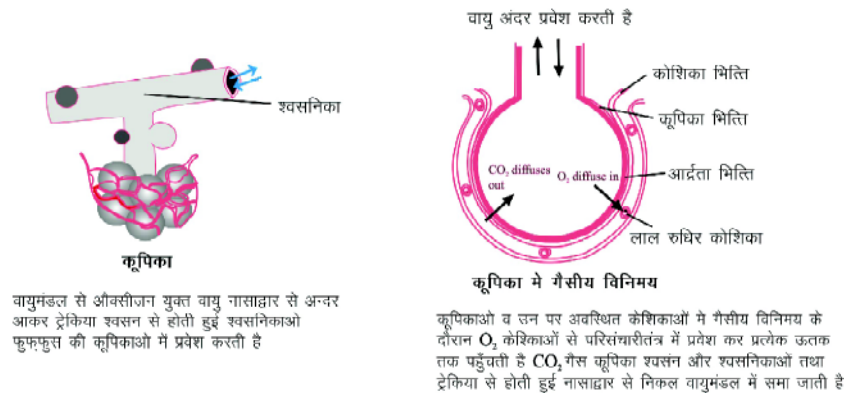 श्वसनिका
कूपिका
वायुमंडल से औक्सीजन युक्त वायु नासाद्वार से अन्दर
आकर ट्रेकिया श्वसन से होती हुई श्वसनिकाओ
फुफ्फुस की कूपिकाओ में प्रवेश करती है
वायु अंदर प्रवेश करती है
कोशिका भित्ति
कूपिका भित्ति
CO₂ diffuses
out
O₂ diffuse in
आर्द्रता भित्ति
लाल रुधिर कोशिका
कूपिका मे गैसीय विनिमय
कूपिकाओ व उन पर अवस्थित केशिकाओं मे गैसीय विनिमय के
दौरान O₂ केश्किाओं से परिसंचारीतंत्र में प्रवेश कर प्रत्येक ऊतक
तक पहुँचती है CO₂ गैस कूपिका श्वसंन और श्वसनिकाओं तथा
ट्रेकिया से होती हुई नासाद्वार से निकल वायुमंडल में समा जाती है